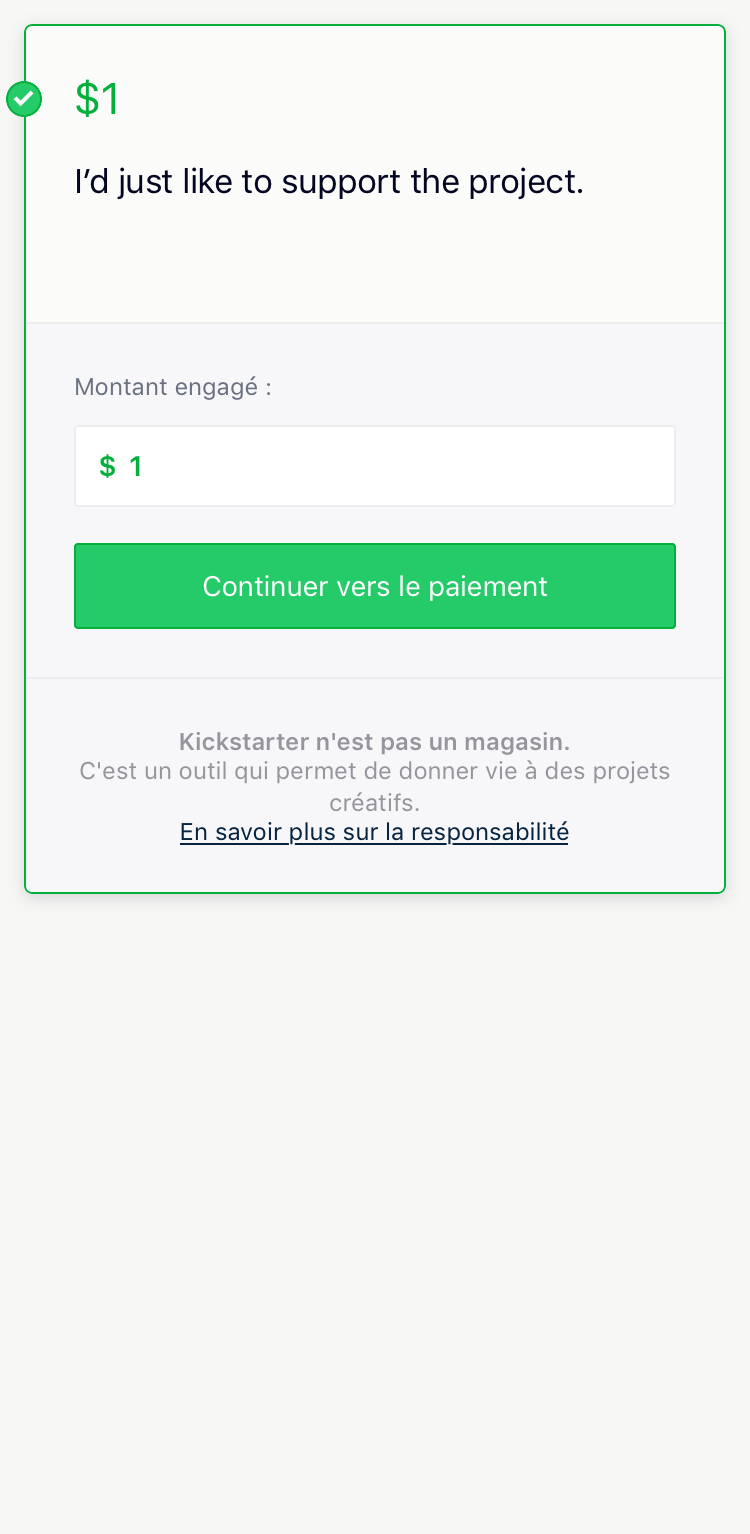 $1
I’d just like to support the project.
Montant engagé :
$ 1
Continuer vers le paiement
Kickstarter n'est pas un magasin.
C'est un outil qui permet de donner vie à des projets
créatifs.
En savoir plus sur la responsabilité